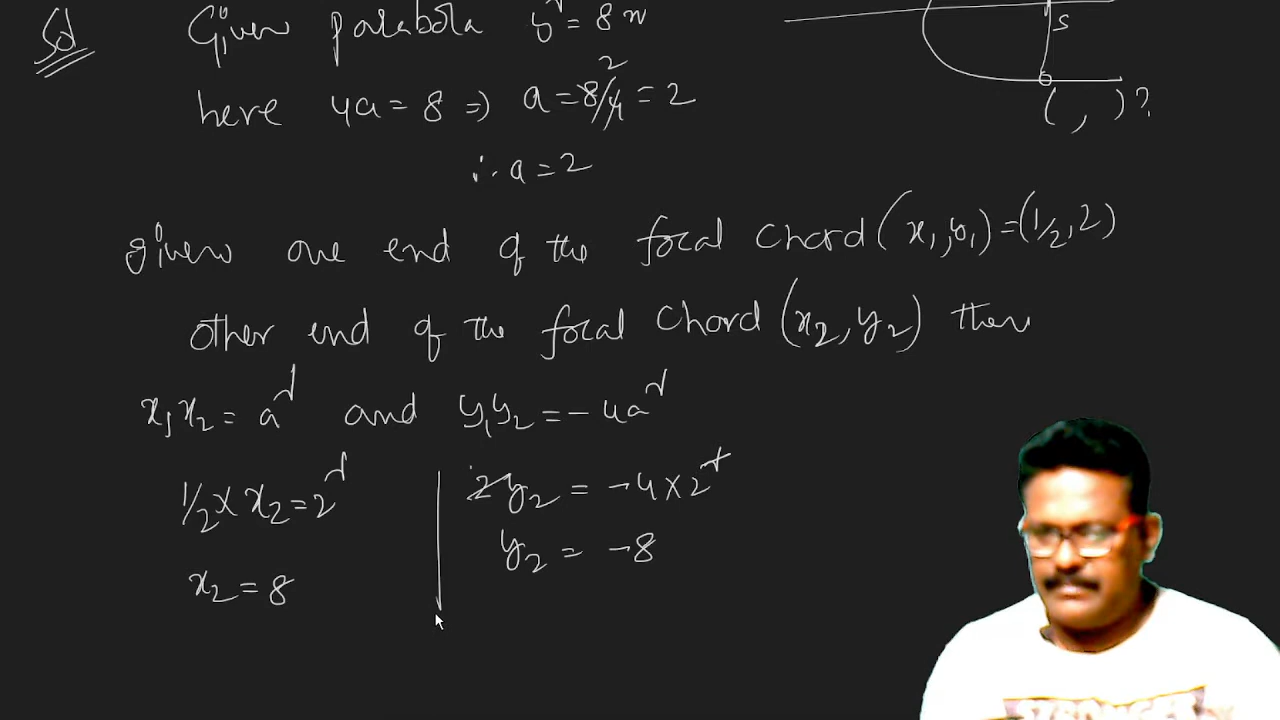 Sol Given parabola y² = 8x
S
here 4a = 8 => a = 8/4 = 2
2
( , ) ?
∴ a = 2
given one end of the focal chord (x₁, y₁) = (1/2, 2)
other end of the focal chord (x₂, y₂) then
x₁x₂ = a² and y₁y₂ = -4a²
1/2 × x₂ = 2² 2y₂ = -4 × 2²
y₂ = -8
x₂ = 8